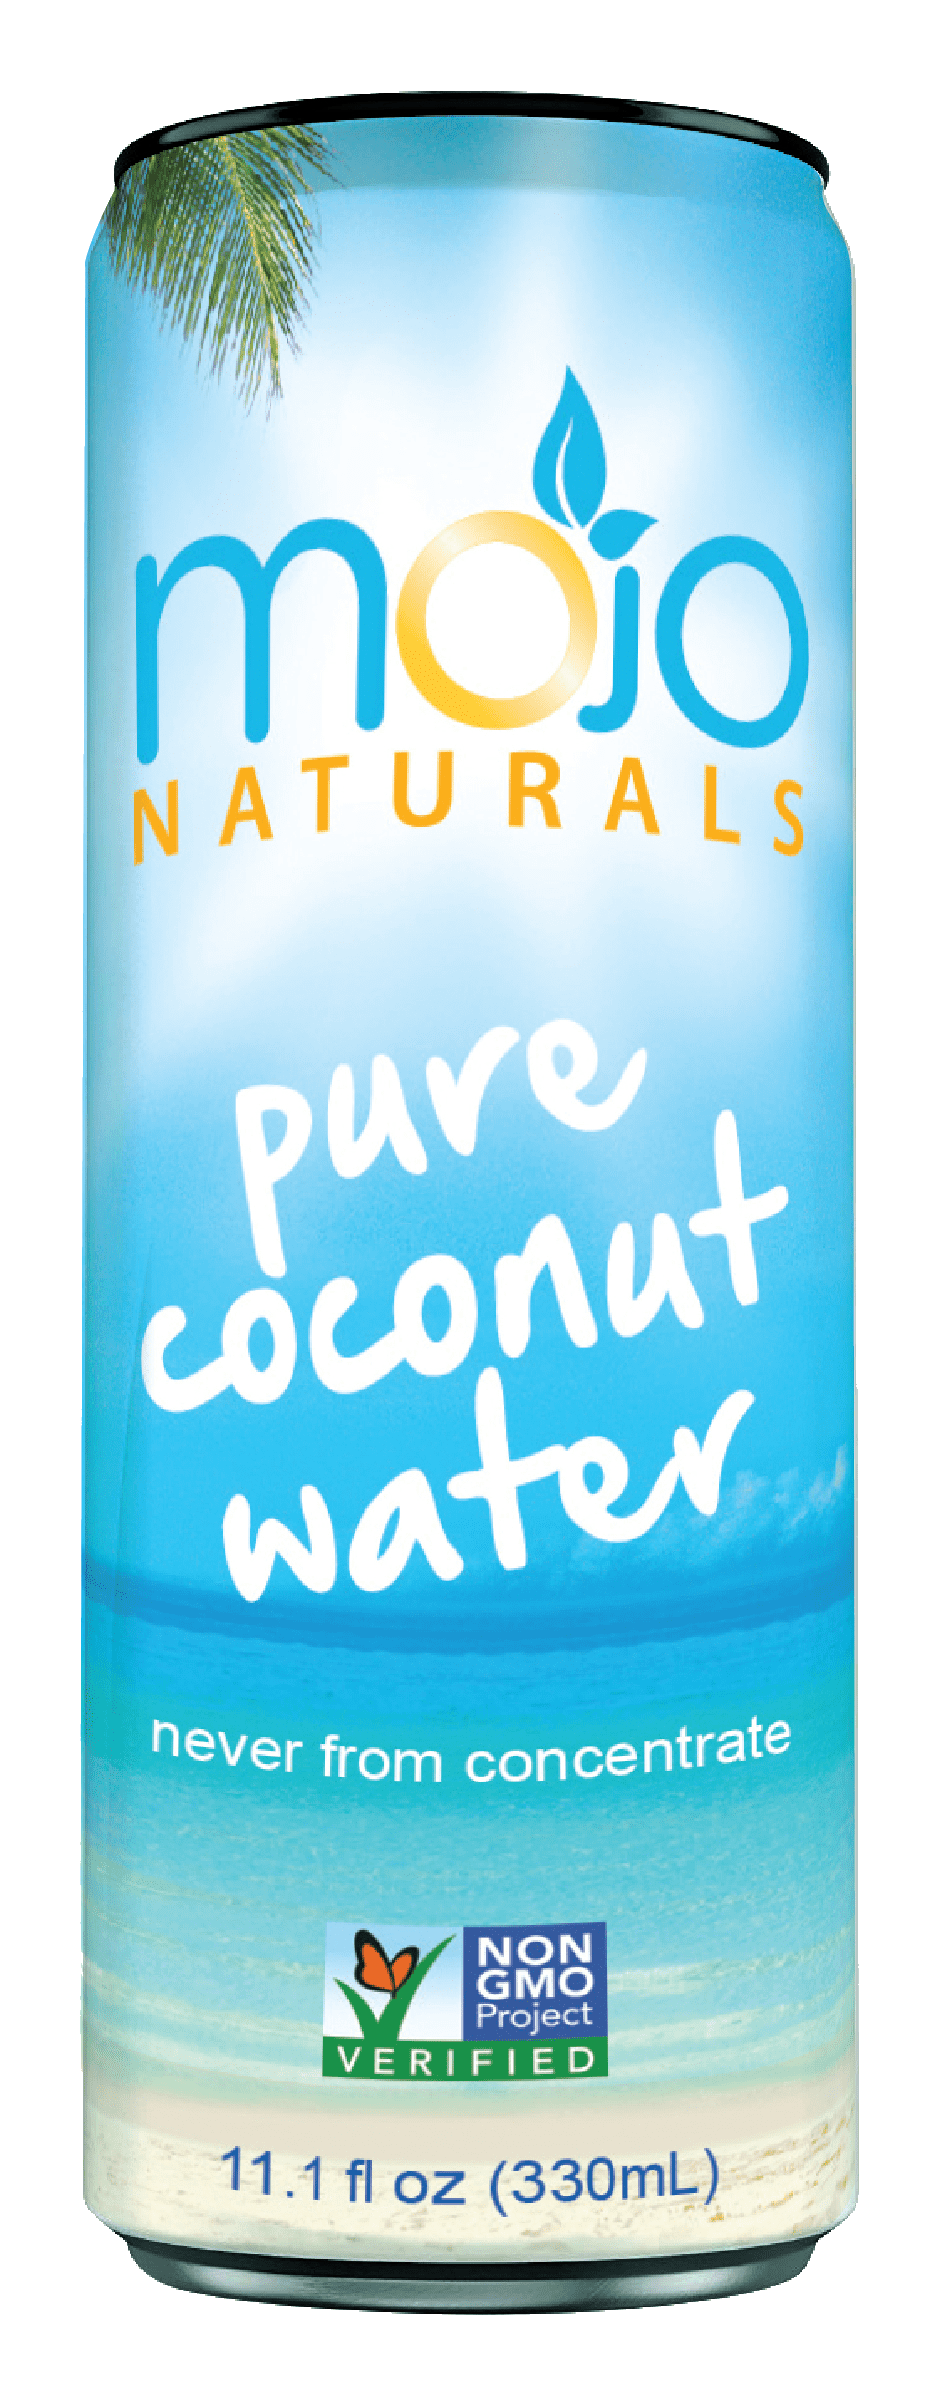 mojo
NATURALS
pure
coconut
water
never from concentrate
NON
GMO
Project
VERIFIED
11.1 fl oz (330mL)